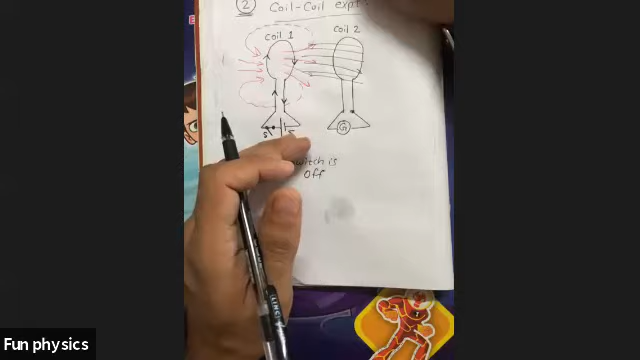 ② Coil-Coil expt.
Coil 1
Coil 2
S
G
switch is
Off
Fun physics